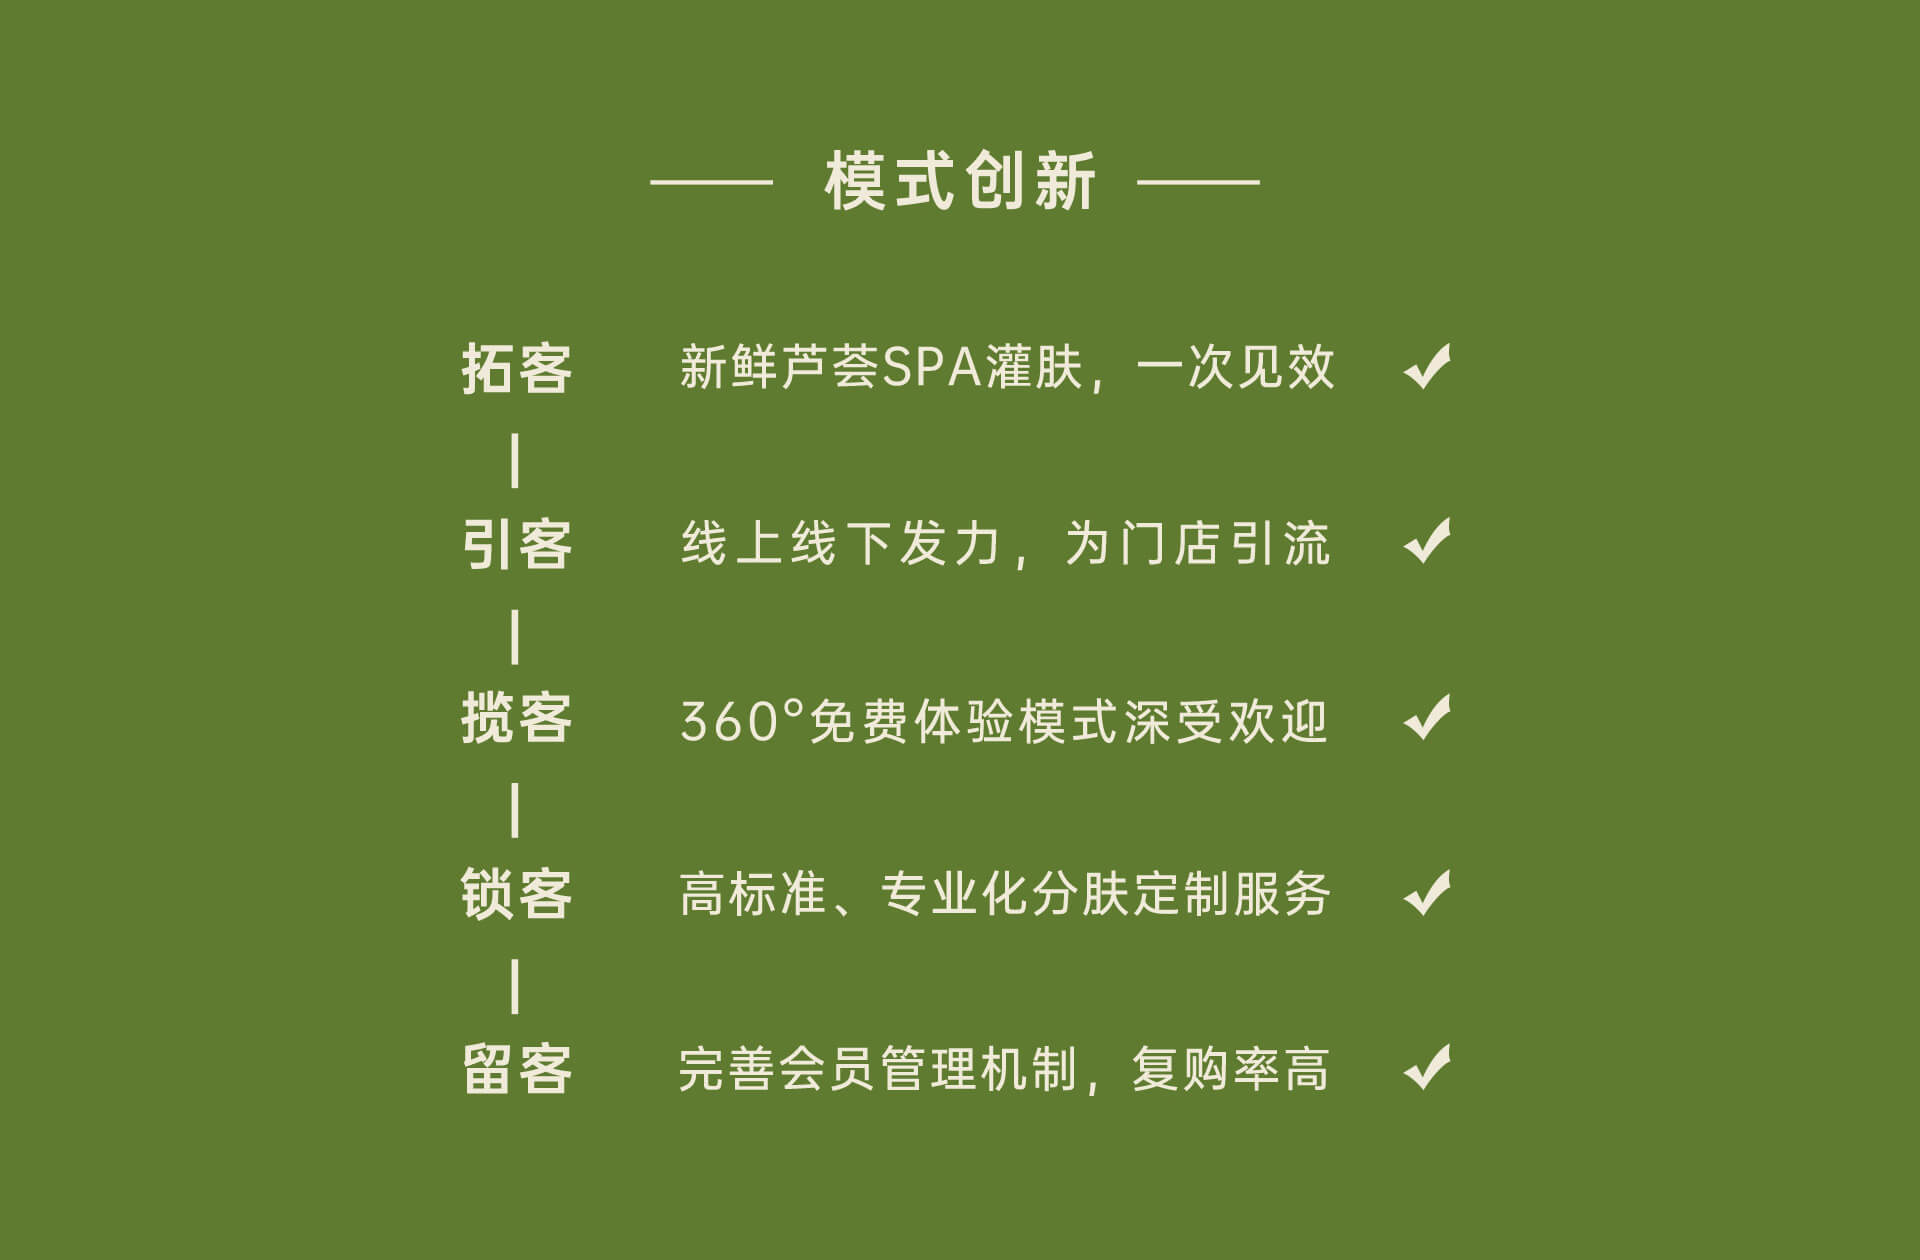 模式创新
拓客 新鲜芦荟SPA灌肤，一次见效
引客 线上线下发力，为门店引流
揽客 360°免费体验模式深受欢迎
锁客 高标准、专业化分肤定制服务
留客 完善会员管理机制，复购率高